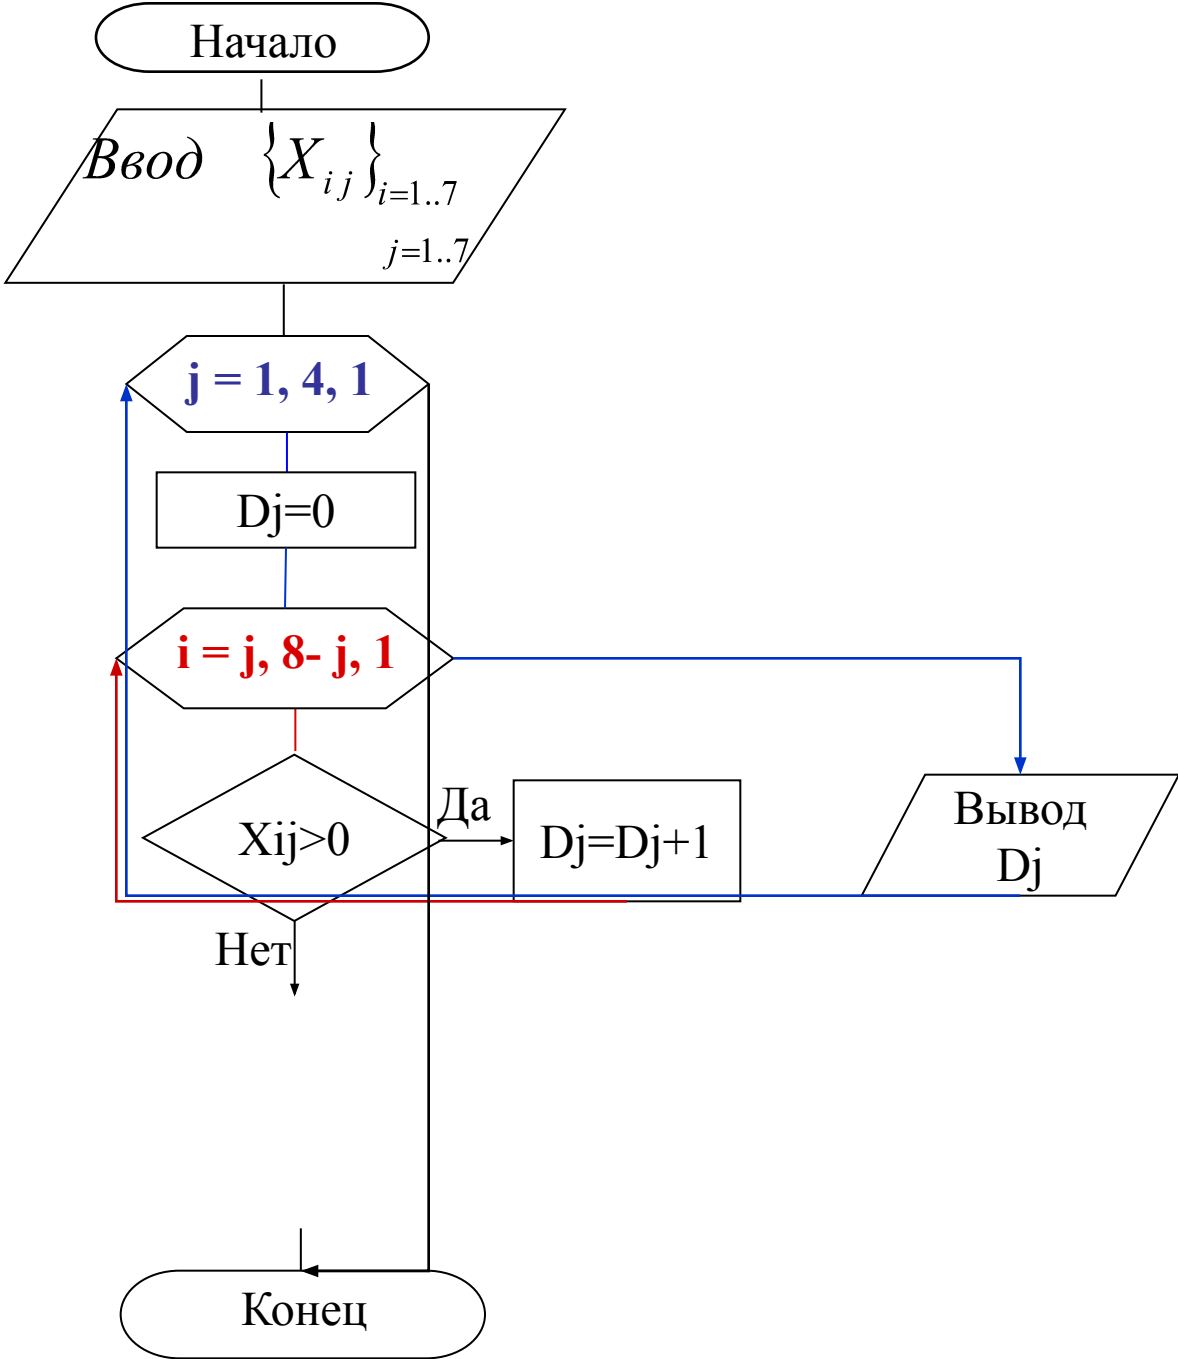 Начало
Ввод {X i j} i=1..7
j=1..7
j = 1, 4, 1
Dj=0
i = j, 8- j, 1
Xij>0
Да
Dj=Dj+1
Вывод
Dj
Нет
Конец